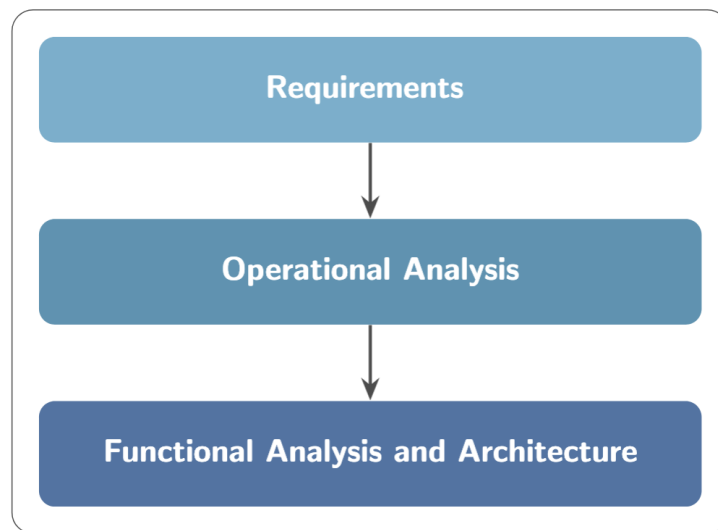 Requirements
Operational Analysis
Functional Analysis and Architecture